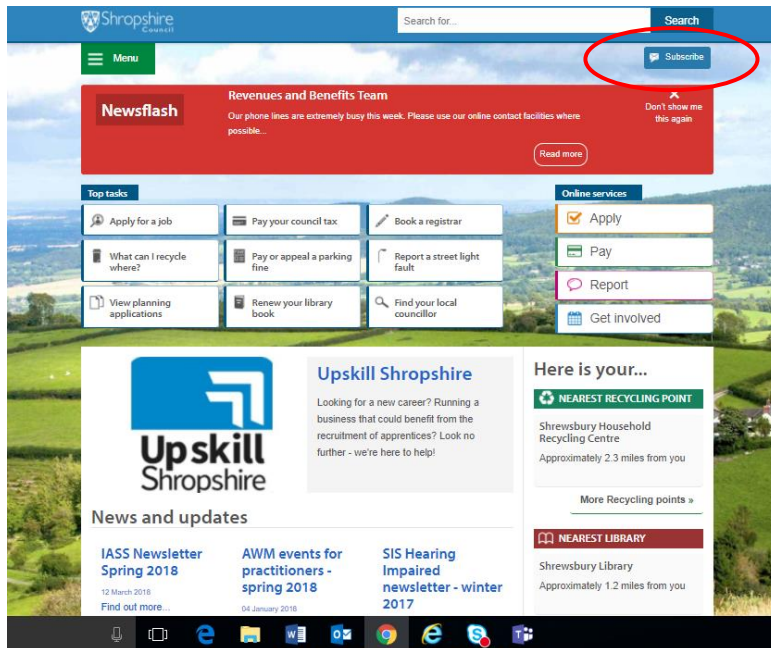 Shropshire
Council
Search for...
Search
Menu
Subscribe
Newsflash
Revenues and Benefits Team
Our phone lines are extremely busy this week. Please use our online contact facilities where
possible...
Read more
X
Don't show me
this again
Top tasks
Apply for a job
Pay your council tax
Book a registrar
What can I recycle
where?
Pay or appeal a parking
fine
Report a street light
fault
View planning
applications
Renew your library
book
Find your local
councillor
Online services
Apply
Pay
Report
Get involved
Upskill
Shropshire
Upskill Shropshire
Looking for a new career? Running a
business that could benefit from the
recruitment of apprentices? Look no
further - we're here to help!
News and updates
IASS Newsletter
Spring 2018
12 March 2018
Find out more...
AWM events for
practitioners -
spring 2018
04 January 2018
SIS Hearing
Impaired
newsletter - winter
2017
Here is your...
NEAREST RECYCLING POINT
Shrewsbury Household
Recycling Centre
Approximately 2.3 miles from you
More Recycling points »
NEAREST LIBRARY
Shrewsbury Library
Approximately 1.2 miles from you